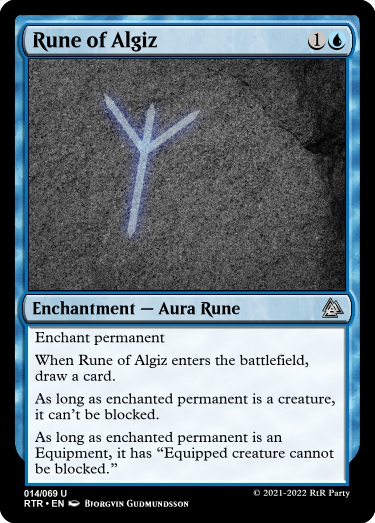 Rune of Algiz 1
Enchantment — Aura Rune
Enchant permanent
When Rune of Algiz enters the battlefield,
draw a card.
As long as enchanted permanent is a creature,
it can't be blocked.
As long as enchanted permanent is an
Equipment, it has “Equipped creature cannot
be blocked.”
014/069 U
© 2021-2022 RtR Party
RTR • EN Bjorgvin Gudmundsson